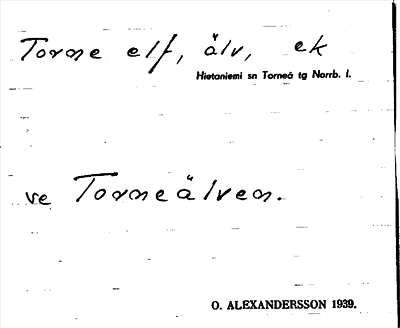 Torne elf, älv, ek
Hietaniemi sn Torneå tg Norrb. l.
ve Torneälven.
O. ALEXANDERSSON 1939.